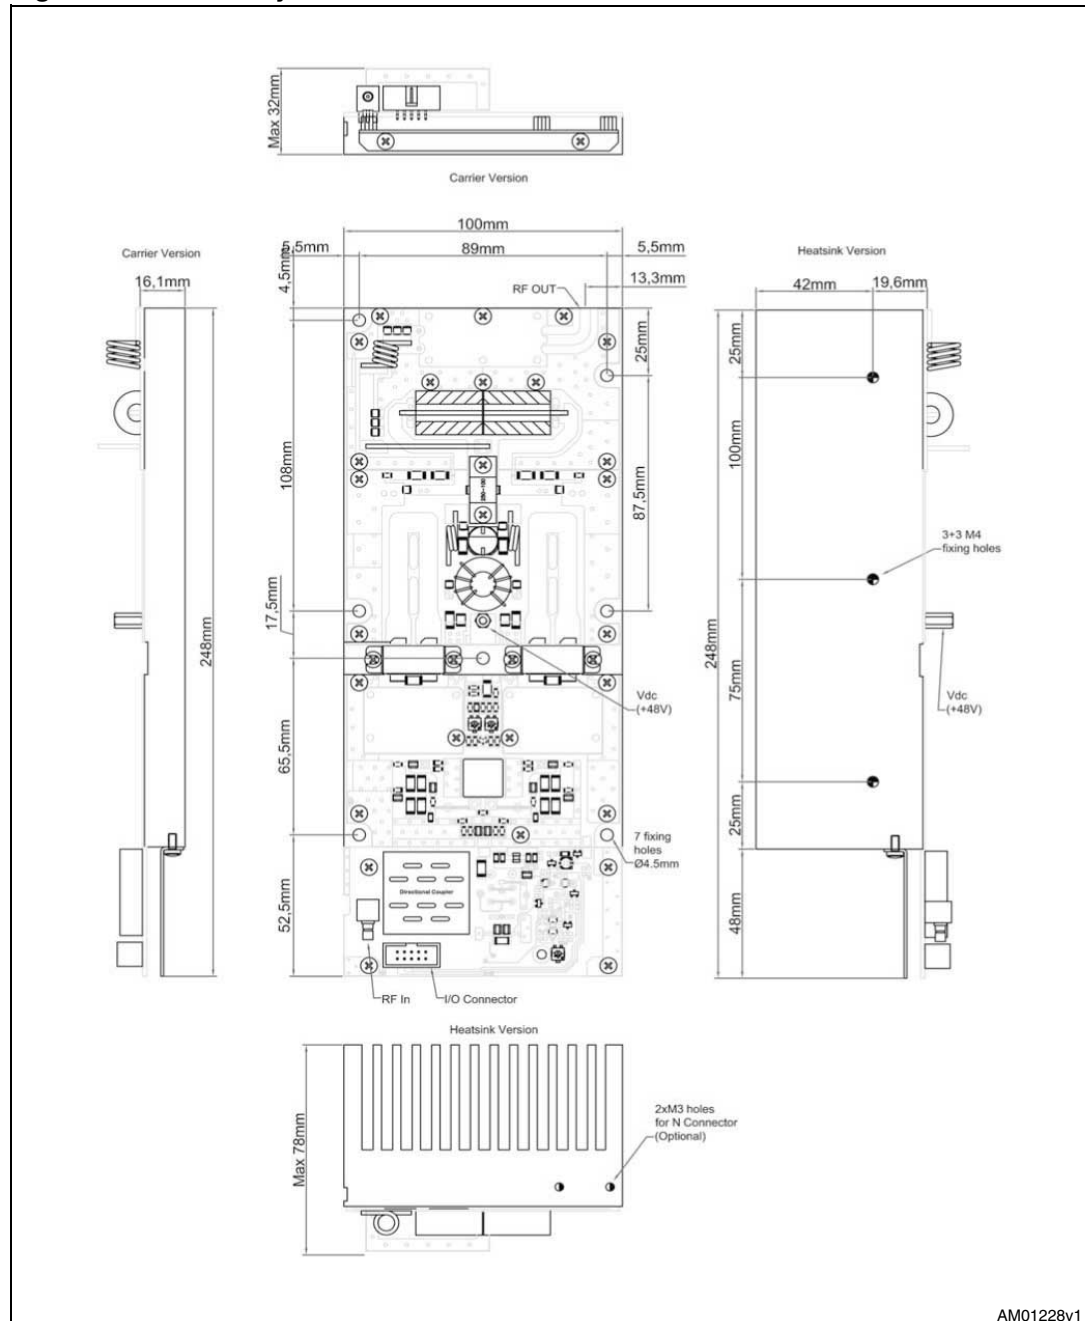 Max 32mm
Carrier Version
100mm
5,5mm
89mm
5,5mm
4,5mm
13,3mm
RF OUT
Carrier Version
16,1mm
Heatsink Version
42mm
19,6mm
25mm
25mm
108mm
87,5mm
100mm
250-100
3+3 M4
fixing holes
17,5mm
248mm
248mm
75mm
Vdc
(+48V)
Vdc
(+48V)
65,5mm
25mm
7 fixing
holes
Ø4.5mm
Directional Coupler
52,5mm
48mm
RF In
I/O Connector
Heatsink Version
Max 78mm
2xM3 holes
for N Connector
(Optional)
AM01228v1